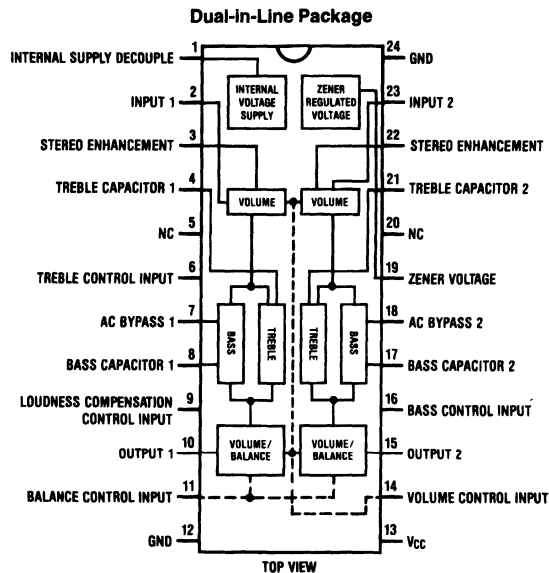 Dual-In-Line Package
1
INTERNAL SUPPLY DECOUPLE
24
GND
INTERNAL
VOLTAGE
SUPPLY
ZENER
REGULATED
VOLTAGE
2
INPUT 1
23
INPUT 2
3
STEREO ENHANCEMENT
22
STEREO ENHANCEMENT
4
TREBLE CAPACITOR 1
21
TREBLE CAPACITOR 2
VOLUME
VOLUME
5
NC
20
NC
6
TREBLE CONTROL INPUT
19
ZENER VOLTAGE
7
AC BYPASS 1
18
AC BYPASS 2
BASS
TREBLE
TREBLE
BASS
8
BASS CAPACITOR 1
17
BASS CAPACITOR 2
9
LOUDNESS COMPENSATION
CONTROL INPUT
16
BASS CONTROL INPUT
10
OUTPUT 1
VOLUME/
BALANCE
VOLUME/
BALANCE
15
OUTPUT 2
11
BALANCE CONTROL INPUT
14
VOLUME CONTROL INPUT
12
GND
13
VCC
TOP VIEW